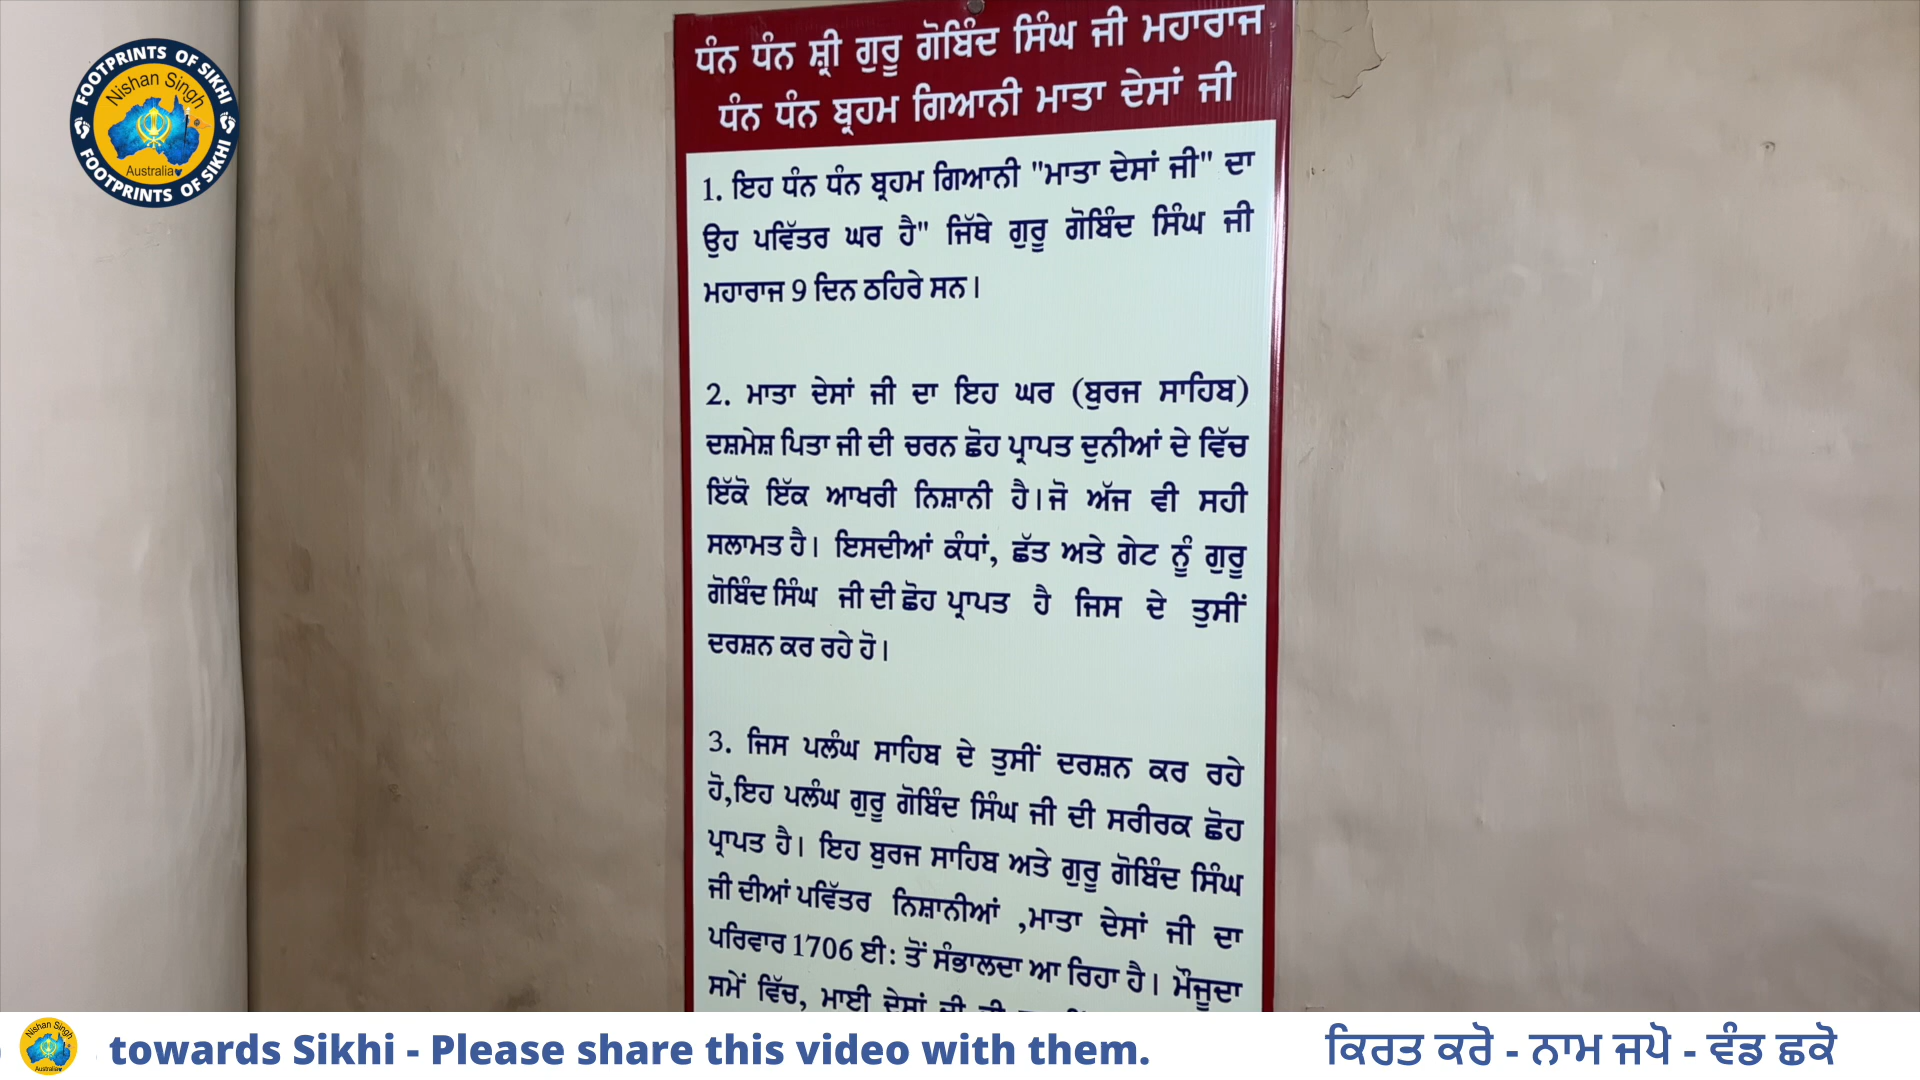 FOOTPRINTS OF SIKHI
Nishan Singh
Australia
FOOTPRINTS OF SIKHI
ਧੰਨ ਧੰਨ ਸ਼੍ਰੀ ਗੁਰੂ ਗੋਬਿੰਦ ਸਿੰਘ ਜੀ ਮਹਾਰਾਜ
ਧੰਨ ਧੰਨ ਬ੍ਰਹਮ ਗਿਆਨੀ ਮਾਤਾ ਦੇਸਾਂ ਜੀ
1. ਇਹ ਧੰਨ ਧੰਨ ਬ੍ਰਹਮ ਗਿਆਨੀ "ਮਾਤਾ ਦੇਸਾਂ ਜੀ" ਦਾ
ਉਹ ਪਵਿੱਤਰ ਘਰ ਹੈ" ਜਿੱਥੇ ਗੁਰੂ ਗੋਬਿੰਦ ਸਿੰਘ ਜੀ
ਮਹਾਰਾਜ 9 ਦਿਨ ਠਹਿਰੇ ਸਨ।
2. ਮਾਤਾ ਦੇਸਾਂ ਜੀ ਦਾ ਇਹ ਘਰ (ਬੁਰਜ ਸਾਹਿਬ)
ਦਸ਼ਮੇਸ਼ ਪਿਤਾ ਜੀ ਦੀ ਚਰਨ ਛੋਹ ਪ੍ਰਾਪਤ ਦੁਨੀਆਂ ਦੇ ਵਿੱਚ
ਇੱਕੋ ਇੱਕ ਆਖਰੀ ਨਿਸ਼ਾਨੀ ਹੈ।ਜੋ ਅੱਜ ਵੀ ਸਹੀ
ਸਲਾਮਤ ਹੈ। ਇਸਦੀਆਂ ਕੰਧਾਂ, ਛੱਤ ਅਤੇ ਗੇਟ ਨੂੰ ਗੁਰੂ
ਗੋਬਿੰਦ ਸਿੰਘ ਜੀ ਦੀ ਛੋਹ ਪ੍ਰਾਪਤ ਹੈ ਜਿਸ ਦੇ ਤੁਸੀਂ
ਦਰਸ਼ਨ ਕਰ ਰਹੇ ਹੋ।
3. ਜਿਸ ਪਲੰਘ ਸਾਹਿਬ ਦੇ ਤੁਸੀਂ ਦਰਸ਼ਨ ਕਰ ਰਹੇ
ਹੋ,ਇਹ ਪਲੰਘ ਗੁਰੂ ਗੋਬਿੰਦ ਸਿੰਘ ਜੀ ਦੀ ਸਰੀਰਕ ਛੋਹ
ਪ੍ਰਾਪਤ ਹੈ। ਇਹ ਬੁਰਜ ਸਾਹਿਬ ਅਤੇ ਗੁਰੂ ਗੋਬਿੰਦ ਸਿੰਘ
ਜੀ ਦੀਆਂ ਪਵਿੱਤਰ ਨਿਸ਼ਾਨੀਆਂ ,ਮਾਤਾ ਦੇਸਾਂ ਜੀ ਦਾ
ਪਰਿਵਾਰ 1706 ਈ: ਤੋਂ ਸੰਭਾਲਦਾ ਆ ਰਿਹਾ ਹੈ। ਮੌਜੂਦਾ
ਸਮੇਂ ਵਿੱਚ, ਮਾਈ ਦੇਸਾਂ ਜੀ
Nishan Singh
Australia
towards Sikhi - Please share this video with them.
ਕਿਰਤ ਕਰੋ - ਨਾਮ ਜਪੋ - ਵੰਡ ਛਕੋ